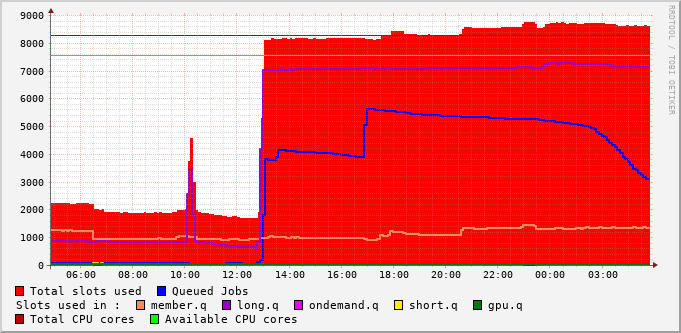 RRDTOOL / TOBI OETIKER
9000
8000
7000
6000
5000
4000
3000
2000
1000
0
06:00 08:00 10:00 12:00 14:00 16:00 18:00 20:00 22:00 00:00 03:00
Total slots used Queued Jobs
Slots used in : member.q long.q ondemand.q short.q gpu.q
Total CPU cores Available CPU cores